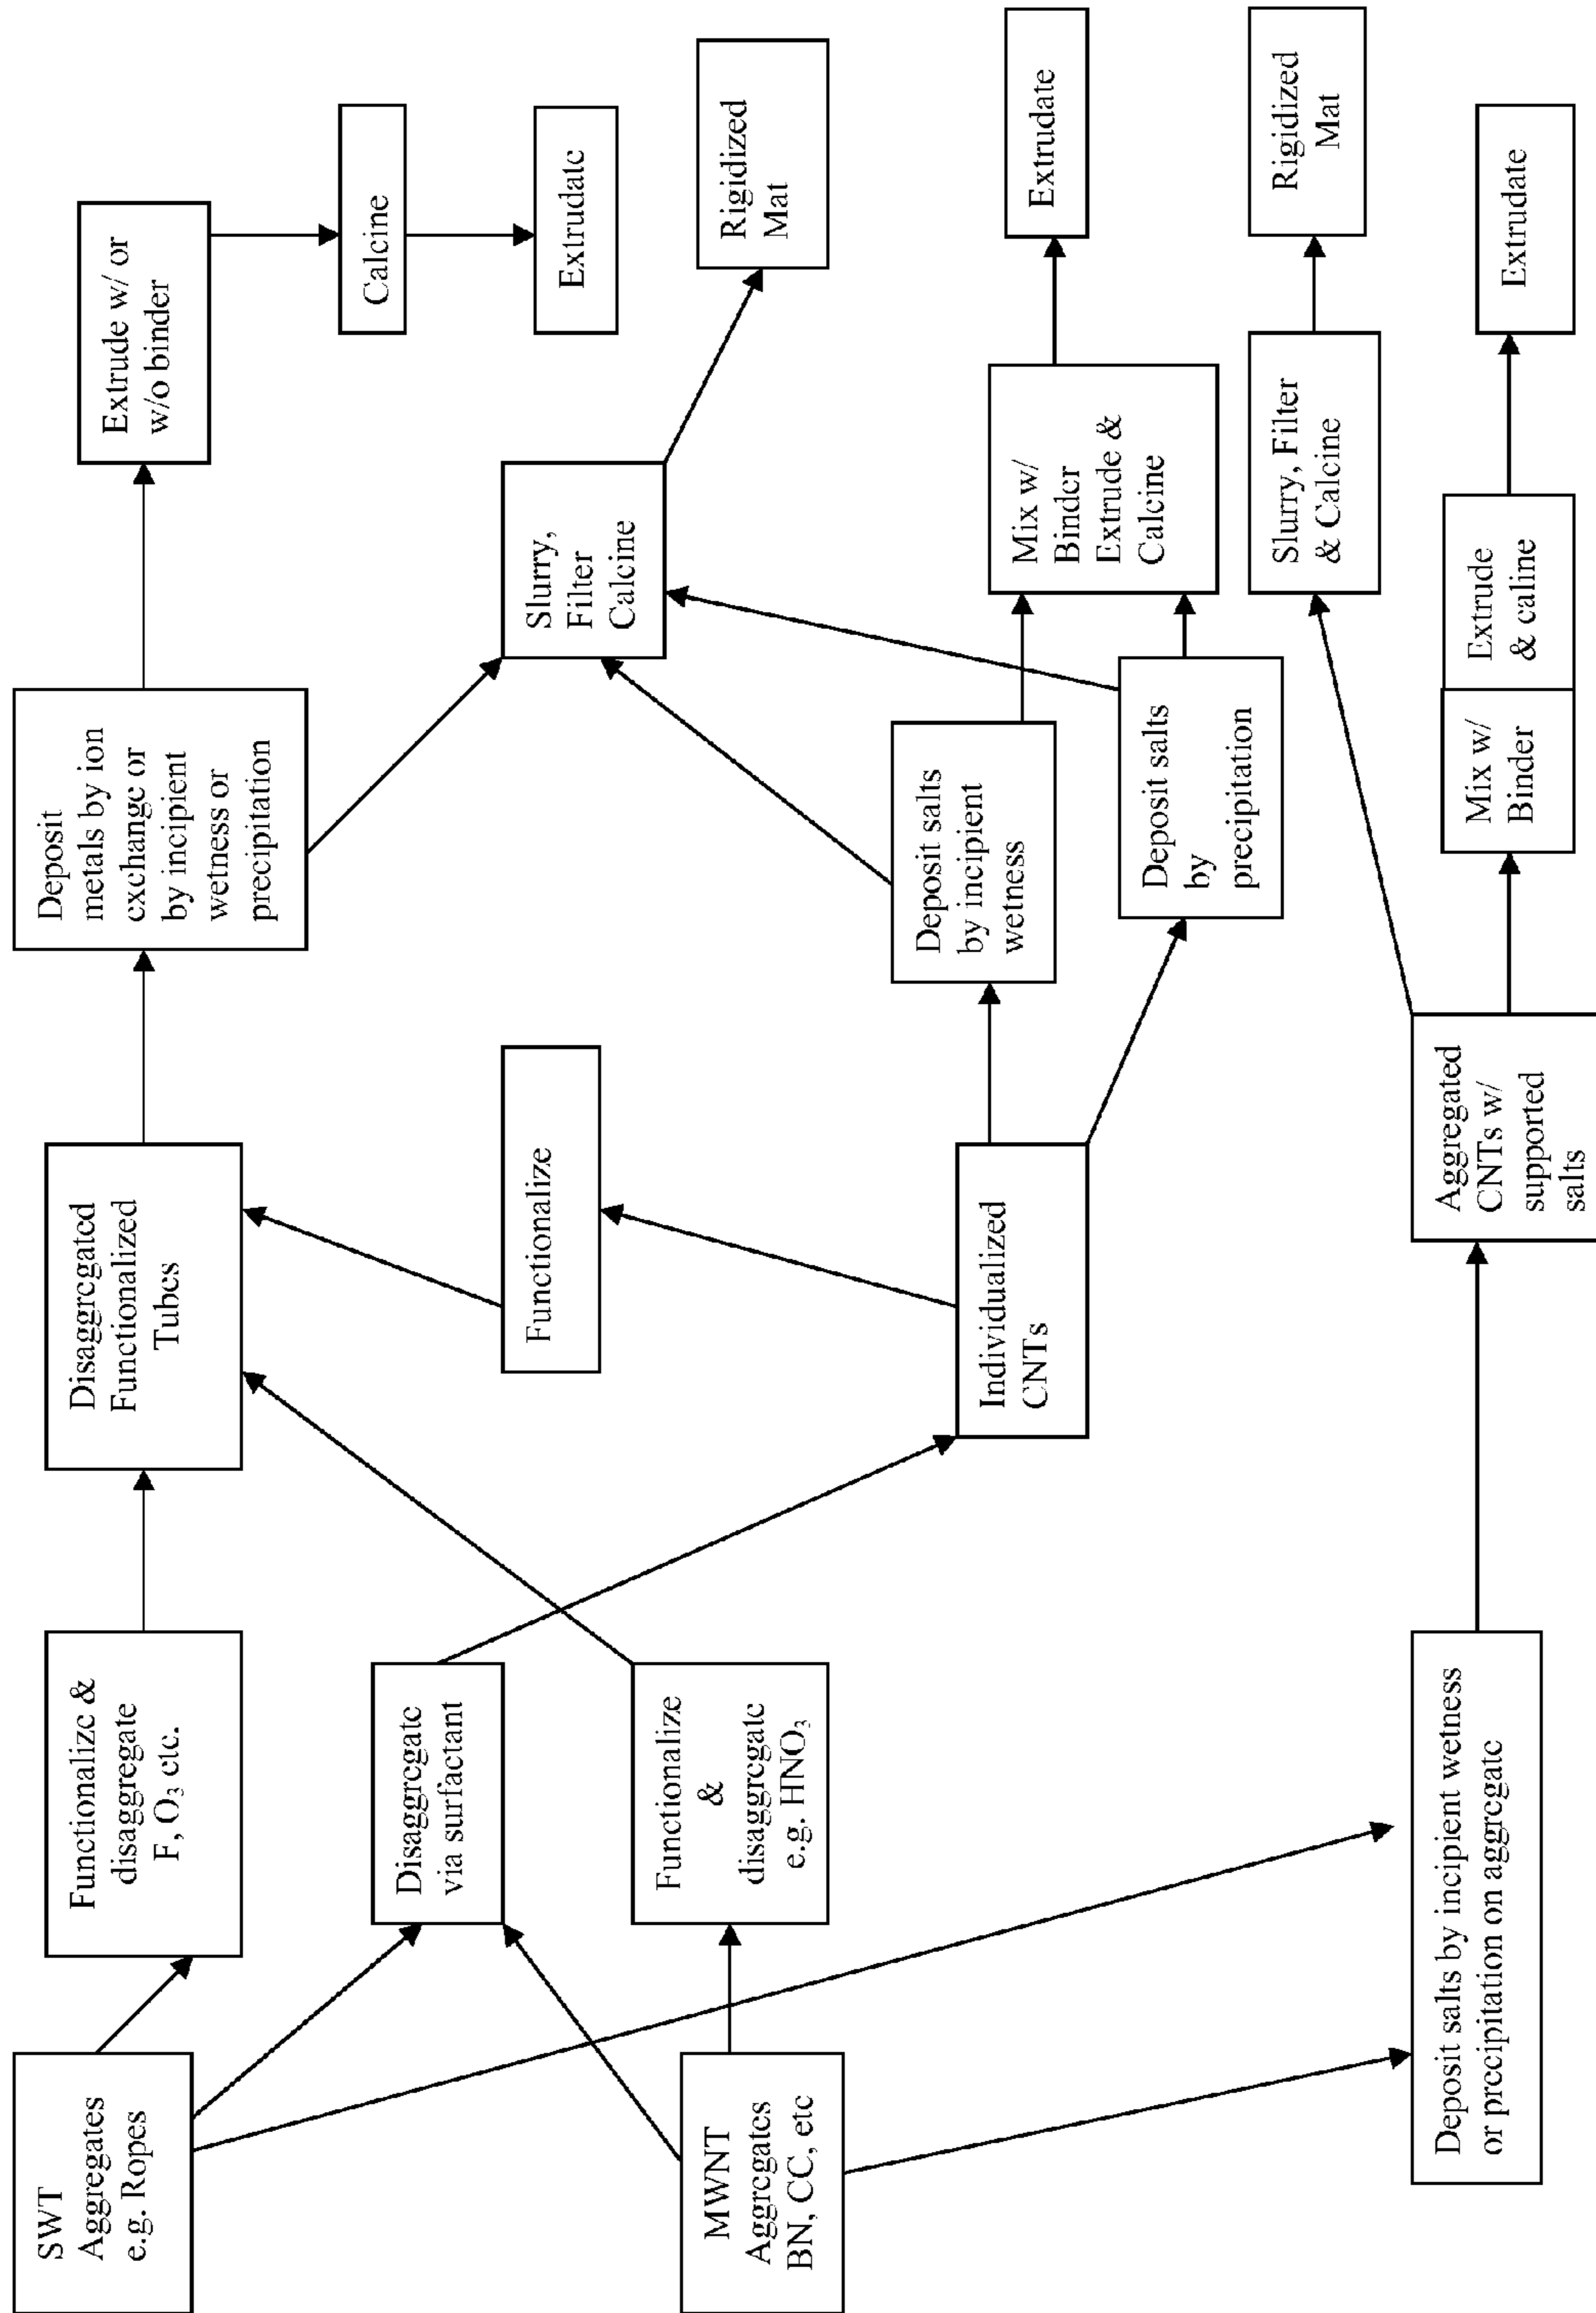 SWT
Aggregates
e.g. Ropes
Functionalize &
disaggregate
F, O₃ etc.
Disaggregated
Functionalized
Tubes
Deposit
metals by ion
exchange or
by incipient
wetness or
precipitation
Extrude w/ or
w/o binder
Calcine
Extrudate
Disaggregate
via surfactant
Functionalize
Slurry,
Filter
Calcine
Rigidized
Mat
MWNT
Aggregates
BN, CC, etc
Functionalize
&
disaggregate
e.g. HNO₃
Individualized
CNTs
Deposit salts
by incipient
wetness
Deposit salts
by
precipitation
Mix w/
Binder
Extrude &
Calcine
Extrudate
Slurry, Filter
& Calcine
Rigidized
Mat
Deposit salts by incipient wetness
or precipitation on aggregate
Aggregated
CNTs w/
supported
salts
Mix w/
Binder
Extrude
& caline
Extrudate